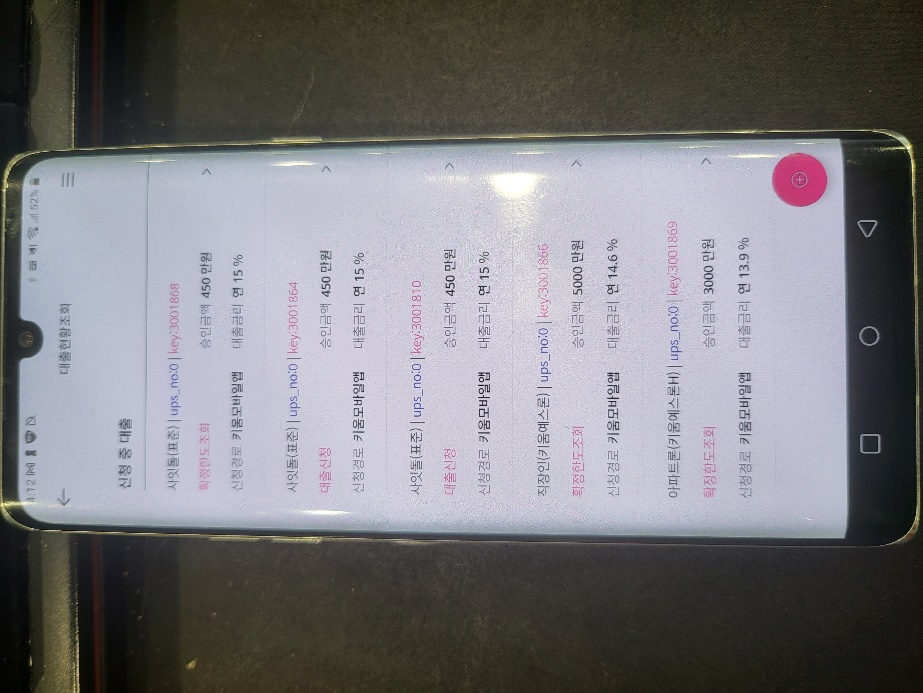 4:12
52%
대출현황조회
신청 중 대출
사잇돌(표준) | ups_no:0 | key:3001868
확정한도조회 승인금액 450 만원
신청경로 키움모바일앱 대출금리 연 15 %
사잇돌(표준) | ups_no:0 | key:3001864
대출신청 승인금액 450 만원
신청경로 키움모바일앱 대출금리 연 15 %
사잇돌(표준) | ups_no:0 | key:3001810
대출신청 승인금액 450 만원
신청경로 키움모바일앱 대출금리 연 15 %
직장인(키움예스론) | ups_no:0 | key:3001866
확정한도조회 승인금액 5000 만원
신청경로 키움모바일앱 대출금리 연 14.6 %
아파트론(키움예스론H) | ups_no:0 | key:3001869
확정한도조회 승인금액 3000 만원
신청경로 키움모바일앱 대출금리 연 13.9 %